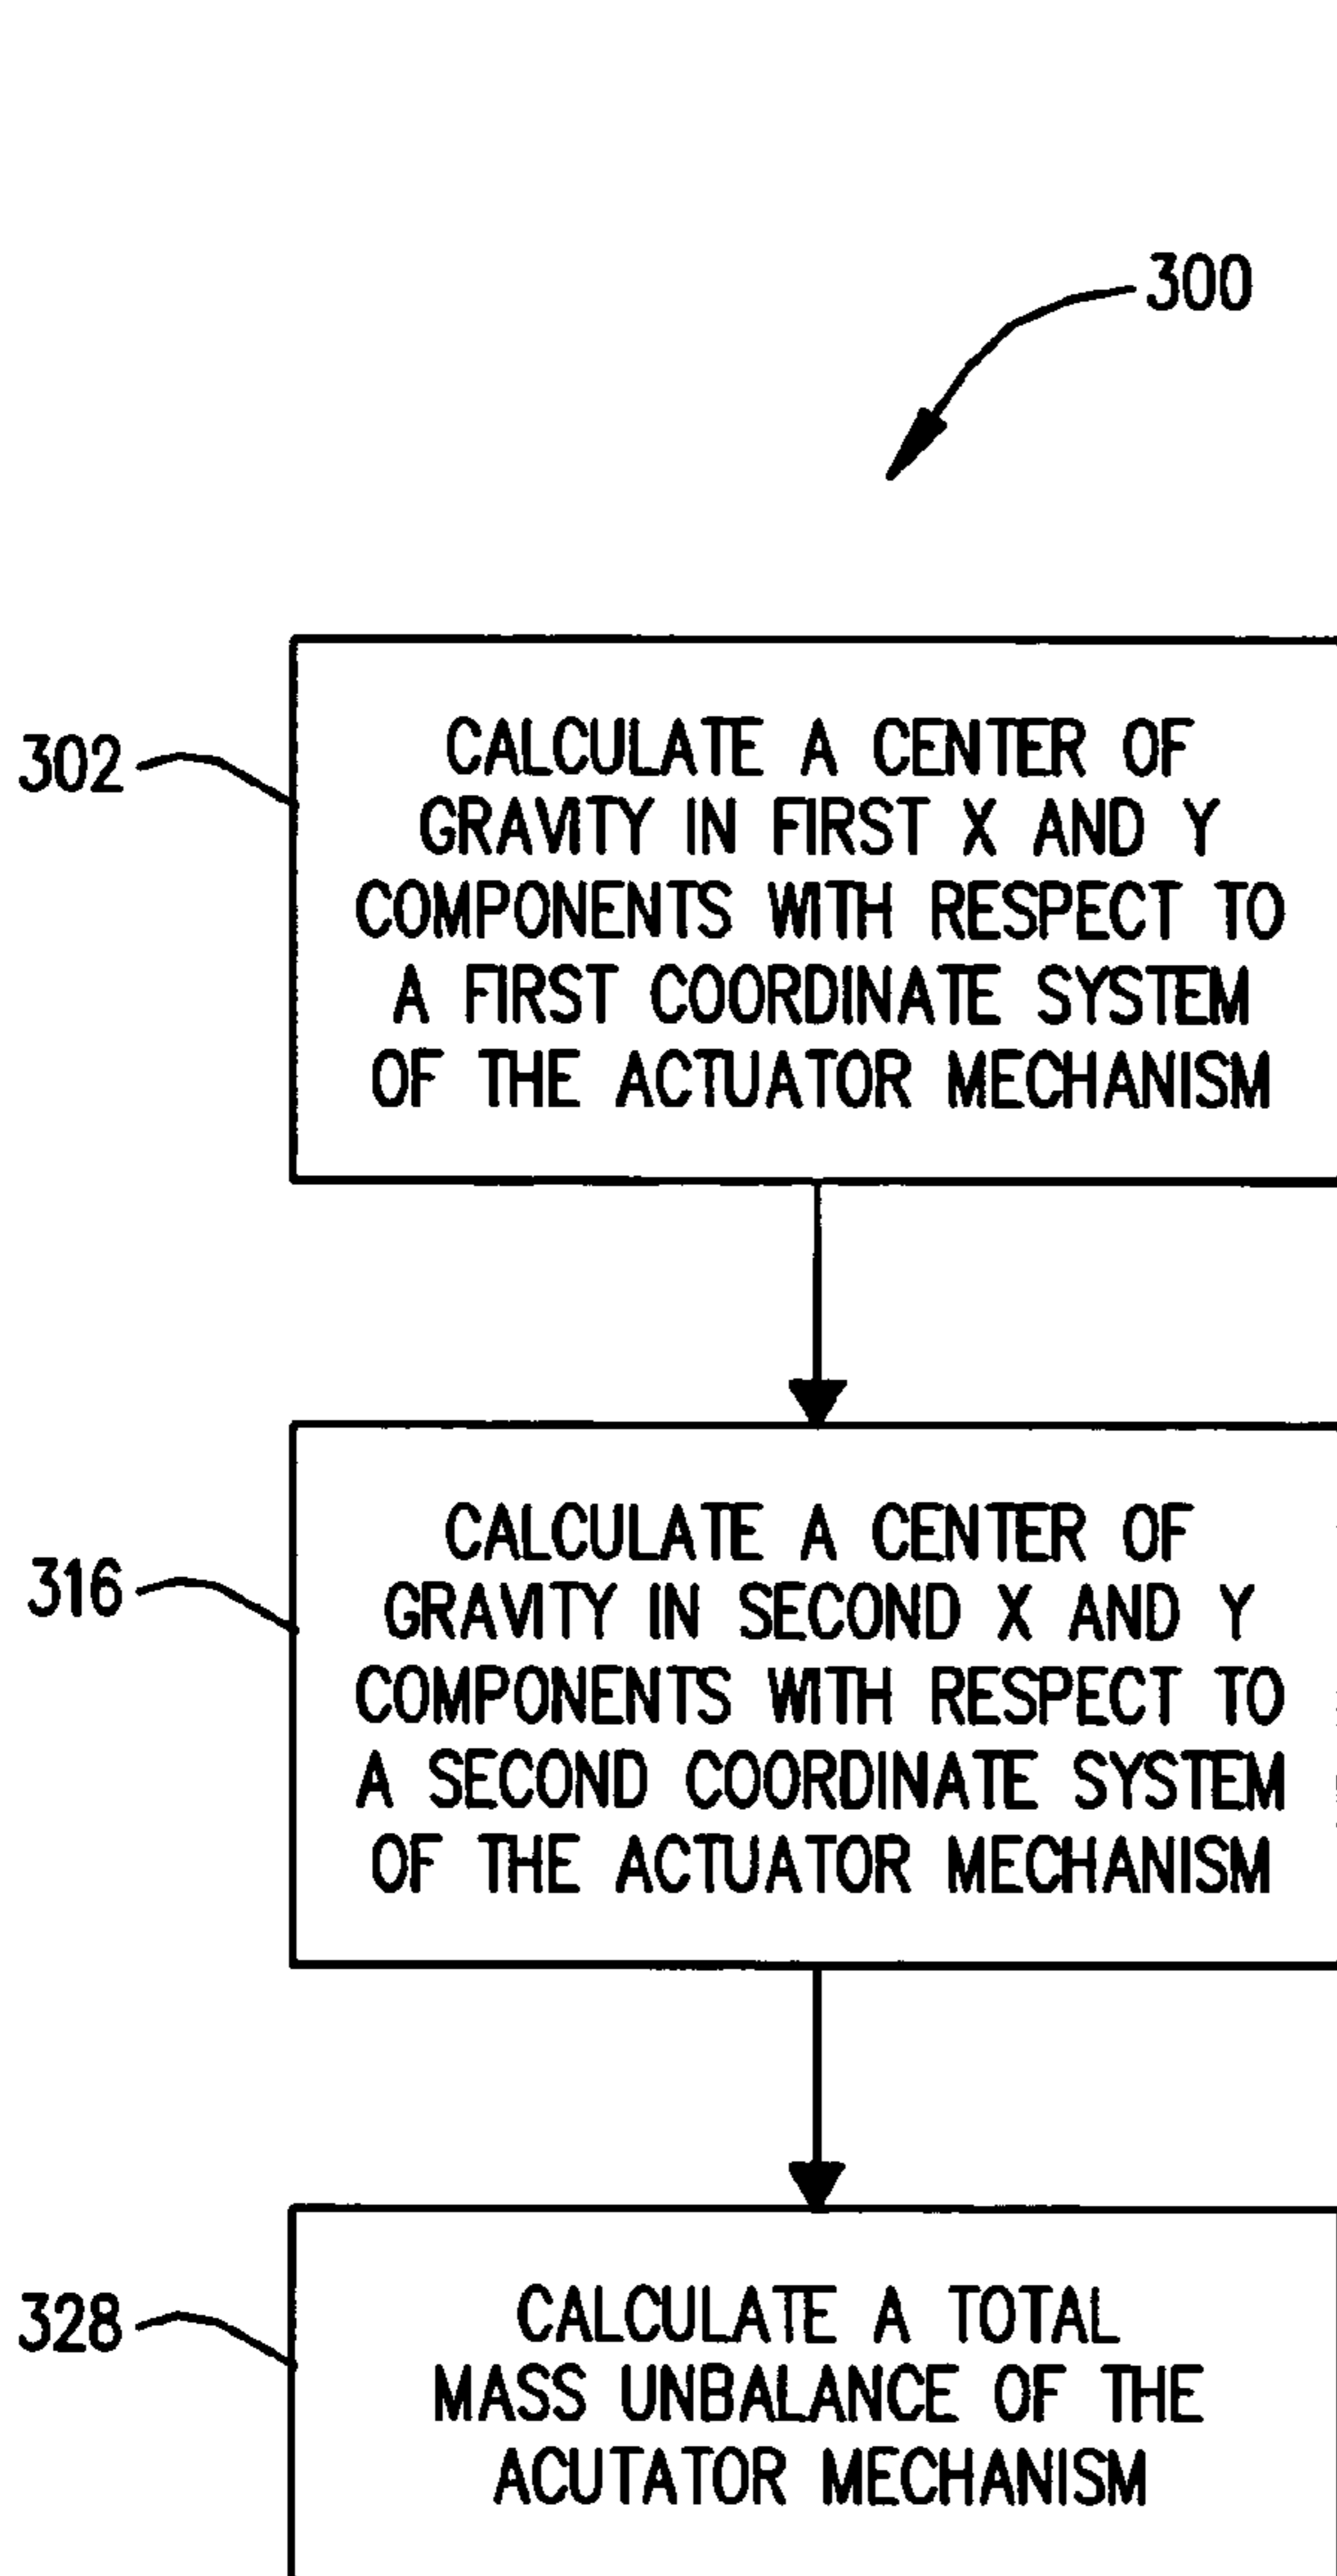 300
302
CALCULATE A CENTER OF
GRAVITY IN FIRST X AND Y
COMPONENTS WITH RESPECT TO
A FIRST COORDINATE SYSTEM
OF THE ACTUATOR MECHANISM
316
CALCULATE A CENTER OF
GRAVITY IN SECOND X AND Y
COMPONENTS WITH RESPECT TO
A SECOND COORDINATE SYSTEM
OF THE ACTUATOR MECHANISM
328
CALCULATE A TOTAL
MASS UNBALANCE OF THE
ACUTATOR MECHANISM